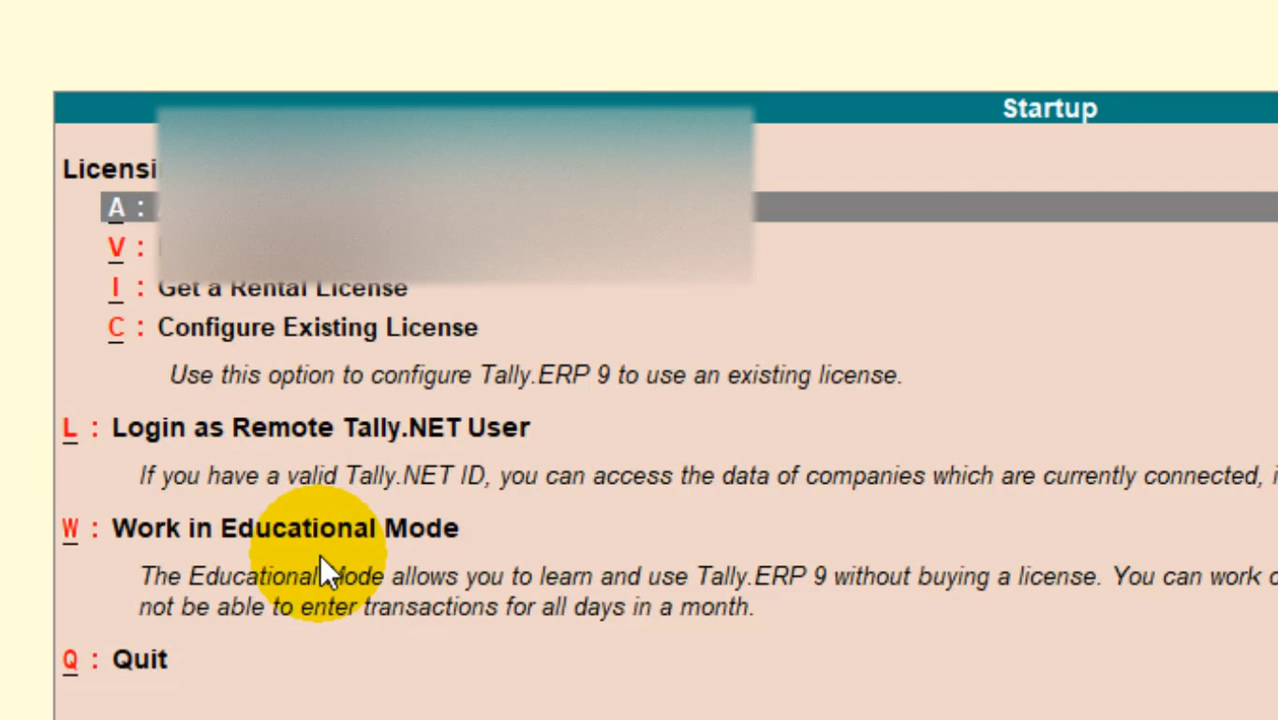 Startup
Licensi
A :
V :
I : Get a Rental License
C : Configure Existing License
Use this option to configure Tally.ERP 9 to use an existing license.
L : Login as Remote Tally.NET User
If you have a valid Tally.NET ID, you can access the data of companies which are currently connected, i
W : Work in Educational Mode
The Educational Mode allows you to learn and use Tally.ERP 9 without buying a license. You can work o
not be able to enter transactions for all days in a month.
Q : Quit